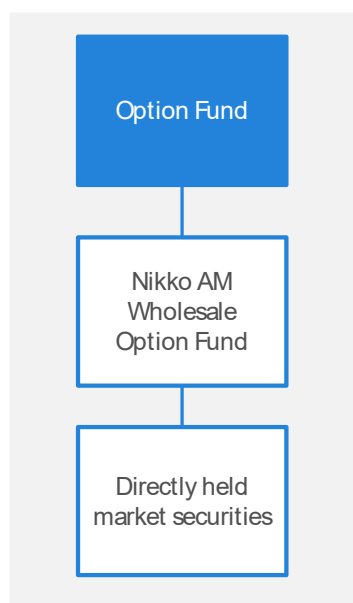 Option Fund
Nikko AM
Wholesale
Option Fund
Directly held
market securities